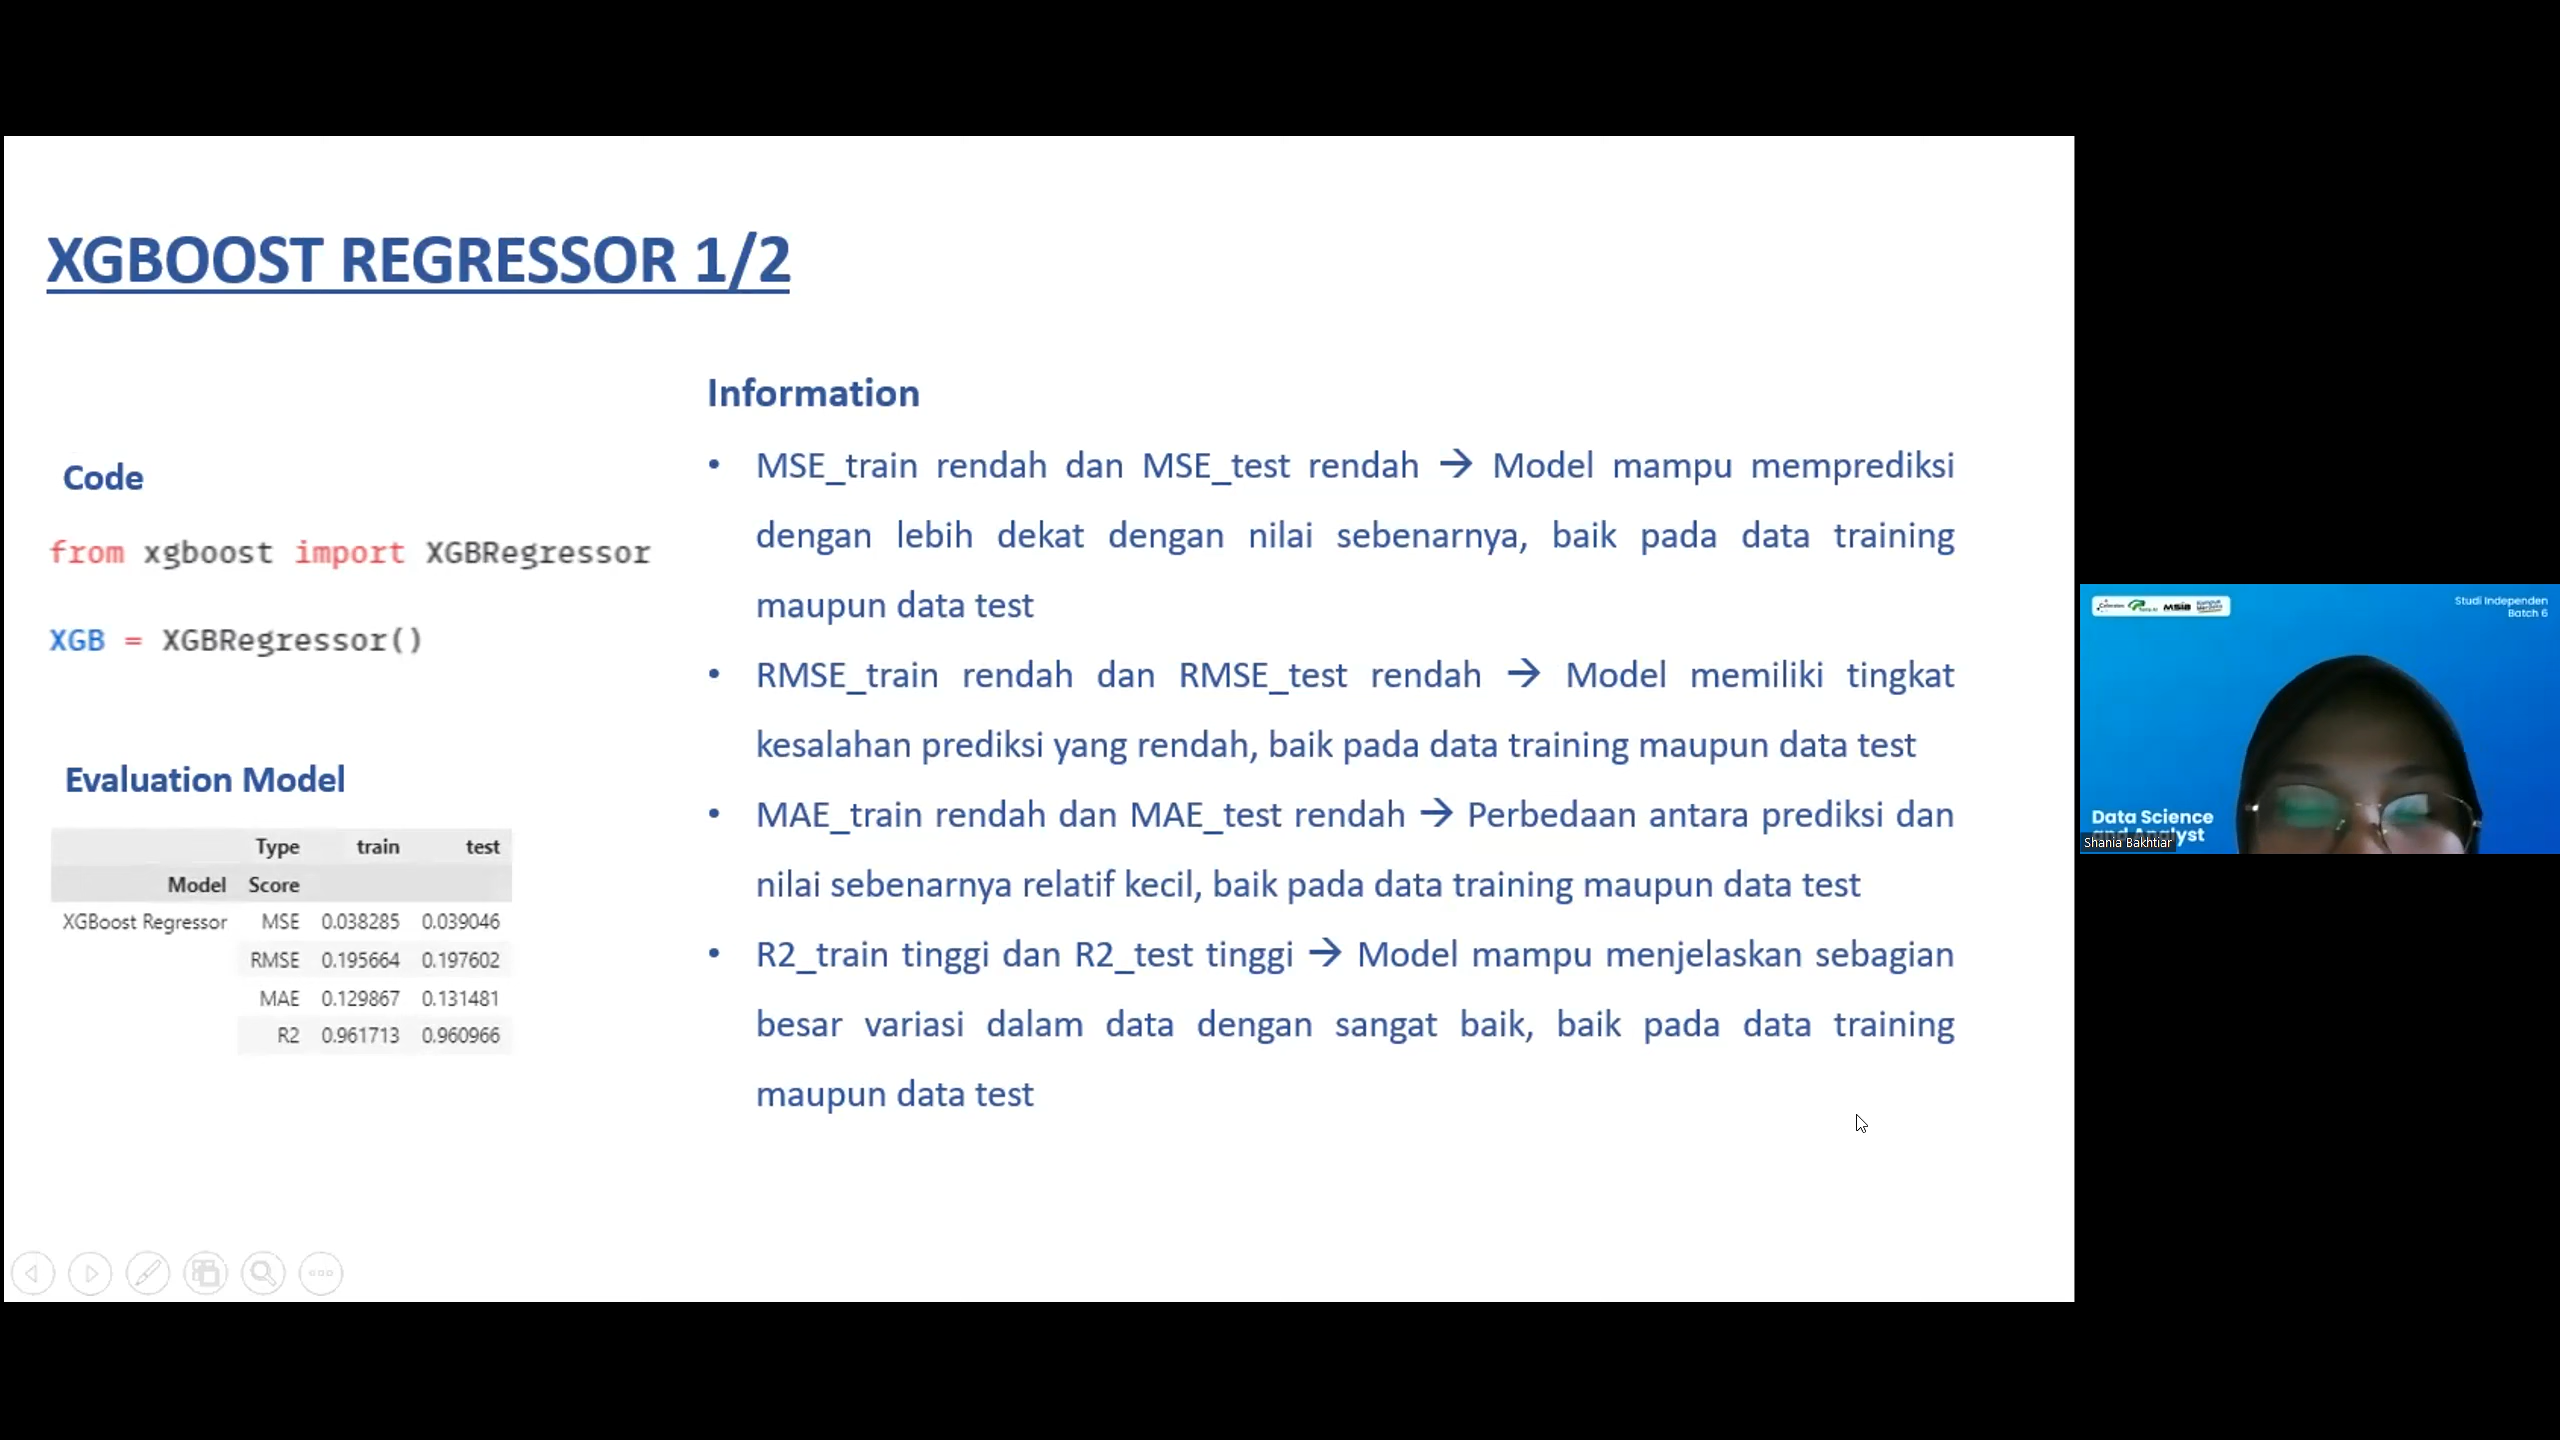 XGBOOST REGRESSOR 1/2
Code
from xgboost import XGBRegressor
XGB = XGBRegressor()
Evaluation Model
Type train test
Model Score
XGBoost Regressor MSE 0.038285 0.039046
RMSE 0.195664 0.197602
MAE 0.129867 0.131481
R2 0.961713 0.960966
Information
• MSE_train rendah dan MSE_test rendah → Model mampu memprediksi
dengan lebih dekat dengan nilai sebenarnya, baik pada data training
maupun data test
• RMSE_train rendah dan RMSE_test rendah → Model memiliki tingkat
kesalahan prediksi yang rendah, baik pada data training maupun data test
• MAE_train rendah dan MAE_test rendah → Perbedaan antara prediksi dan
nilai sebenarnya relatif kecil, baik pada data training maupun data test
• R2_train tinggi dan R2_test tinggi → Model mampu menjelaskan sebagian
besar variasi dalam data dengan sangat baik, baik pada data training
maupun data test
MSIB
Studi Independen
Batch 6
Data Science
and Analyst
Shania Bakhtiar